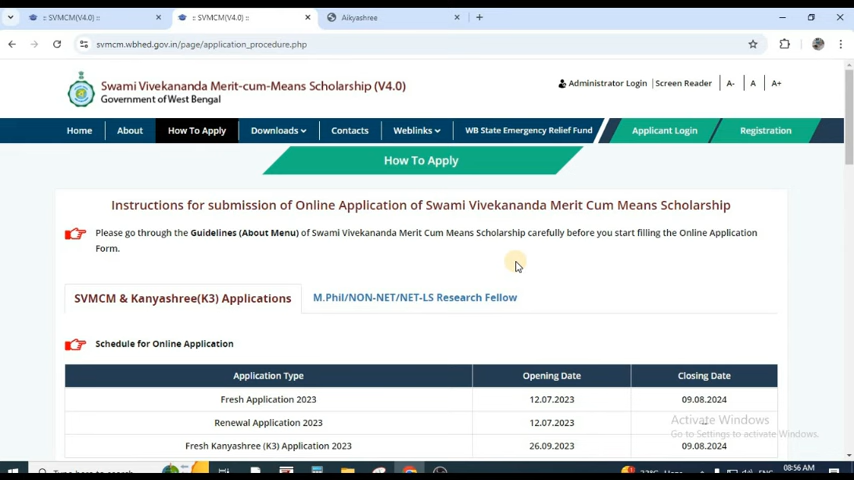 :: SVMCM(V4.0) ::
:: SVMCM(V4.0) ::
Aikyashree
svmcm.wbhed.gov.in/page/application_procedure.php
Swami Vivekananda Merit-cum-Means Scholarship (V4.0)
Government of West Bengal
Administrator Login | Screen Reader | A- | A | A+
Home
About
How To Apply
Downloads
Contacts
Weblinks
WB State Emergency Relief Fund
Applicant Login
Registration
How To Apply
Instructions for submission of Online Application of Swami Vivekananda Merit Cum Means Scholarship
Please go through the Guidelines (About Menu) of Swami Vivekananda Merit Cum Means Scholarship carefully before you start filling the Online Application
Form.
SVMCM & Kanyashree(K3) Applications
M.Phil/NON-NET/NET-LS Research Fellow
Schedule for Online Application
Application Type Opening Date Closing Date
Fresh Application 2023 12.07.2023 09.08.2024
Renewal Application 2023 12.07.2023 --
Fresh Kanyashree (K3) Application 2023 26.09.2023 09.08.2024
Activate Windows
Go to Settings to activate Windows.
Type here to search
ENG
08:56 AM